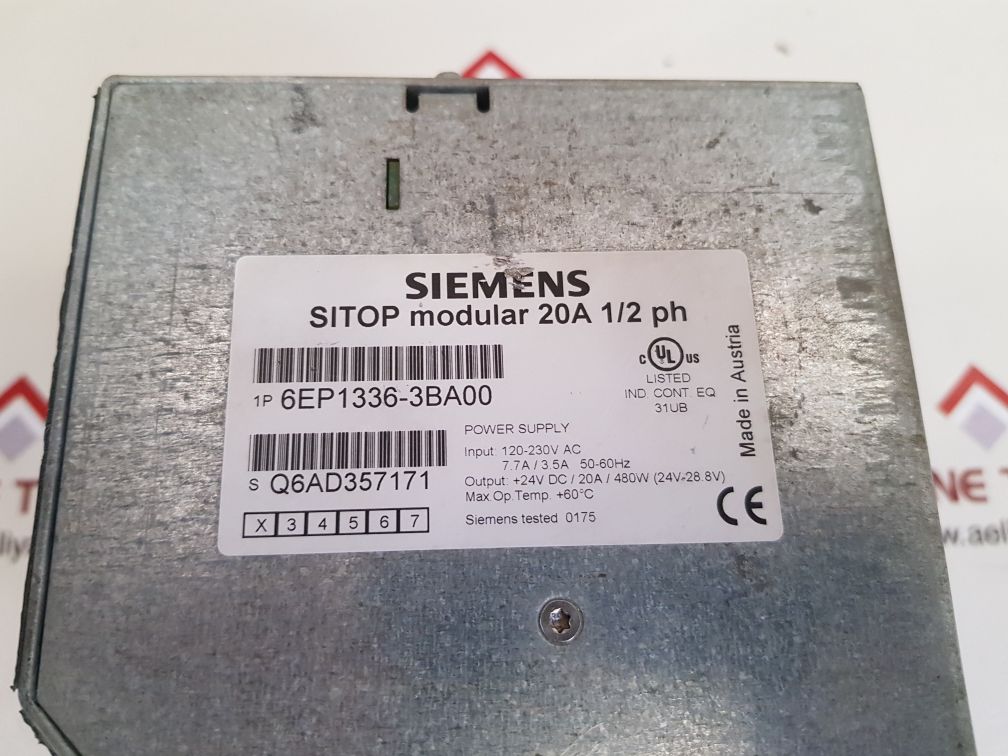 SIEMENS
SITOP modular 20A 1/2 ph
1P 6EP1336-3BA00
S Q6AD357171
X 3 4 5 6 7
POWER SUPPLY
Input: 120-230V AC
7.7A / 3.5A 50-60Hz
Output: +24V DC / 20A / 480W (24V-28.8V)
Max.Op.Temp. +60°C
Siemens tested 0175
C UL US
LISTED
IND. CONT. EQ
31UB
Made in Austria
CE